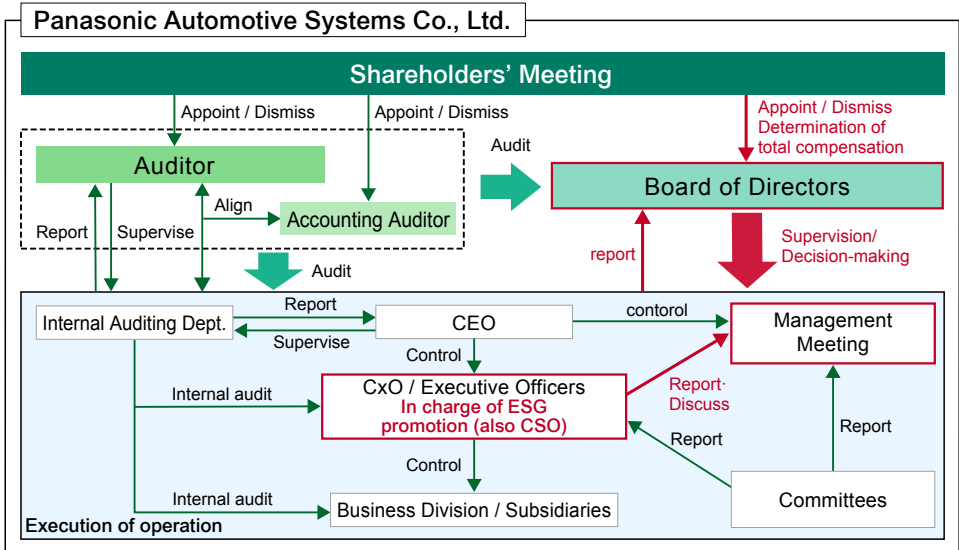 Panasonic Automotive Systems Co., Ltd.
Shareholders' Meeting
Appoint / Dismiss
Appoint / Dismiss
Appoint / Dismiss
Determination of
total compensation
Auditor
Audit
Board of Directors
Align
Accounting Auditor
Report
Supervise
Audit
report
Supervision/
Decision-making
Internal Auditing Dept.
Report
Supervise
CEO
contorol
Management
Meeting
Control
Internal audit
CxO / Executive Officers
In charge of ESG
promotion (also CSO)
Report·
Discuss
Report
Report
Control
Internal audit
Business Division / Subsidiaries
Committees
Execution of operation